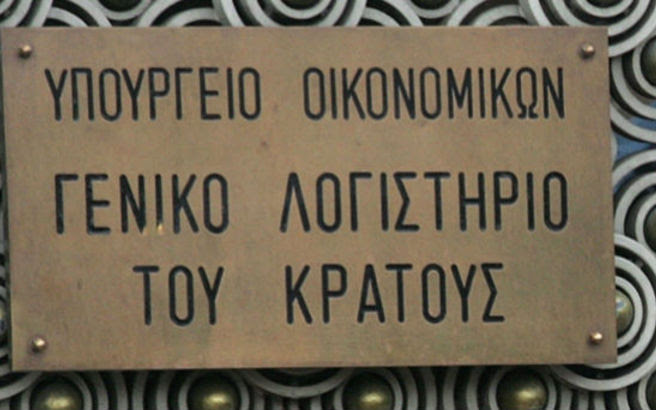 ΥΠΟΥΡΓΕΙΟ ΟΙΚΟΝΟΜΙΚΩΝ
ΓΕΝΙΚΟ ΛΟΓΙΣΤΗΡΙΟ
ΤΟΥ ΚΡΑΤΟΥΣ